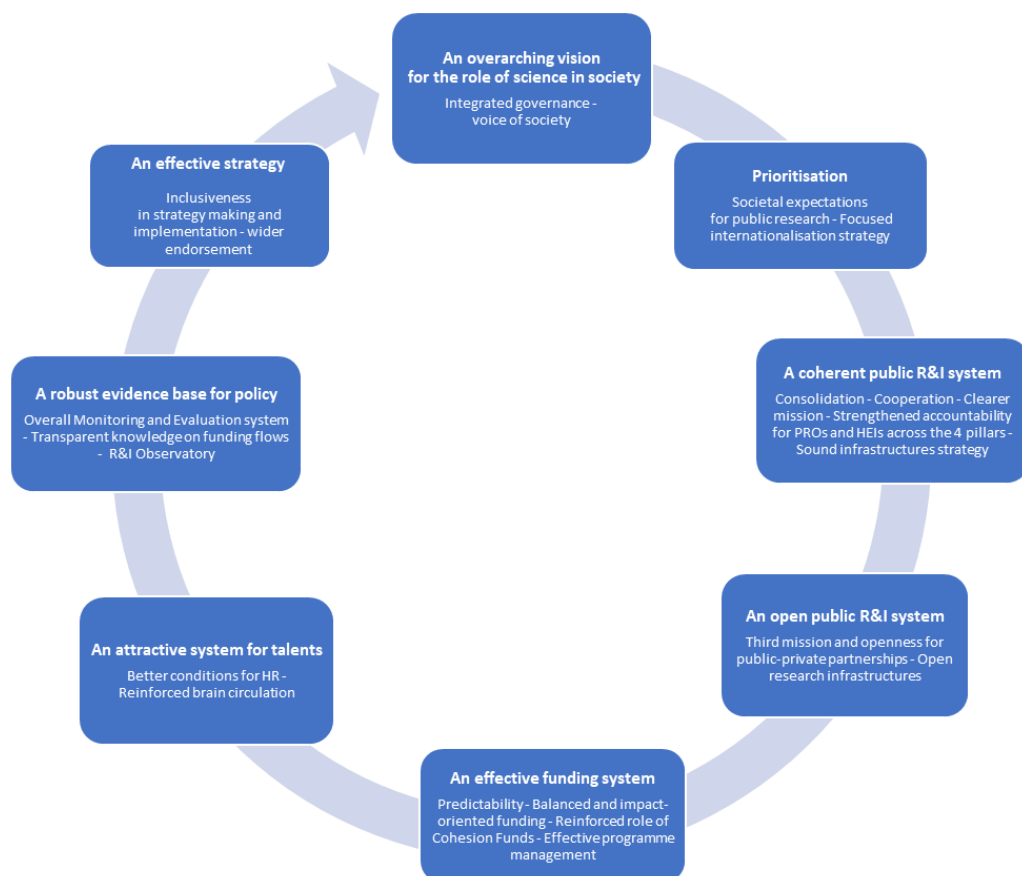 An overarching vision
for the role of science in society
Integrated governance -
voice of society
Prioritisation
Societal expectations
for public research - Focused
internationalisation strategy
A coherent public R&I system
Consolidation - Cooperation - Clearer
mission - Strengthened accountability
for PROs and HEIs across the 4 pillars -
Sound infrastructures strategy
An open public R&I system
Third mission and openness for
public-private partnerships - Open
research infrastructures
An effective funding system
Predictability - Balanced and impact-
oriented funding - Reinforced role of
Cohesion Funds - Effective programme
management
An attractive system for talents
Better conditions for HR -
Reinforced brain circulation
A robust evidence base for policy
Overall Monitoring and Evaluation system
- Transparent knowledge on funding flows
- R&I Observatory
An effective strategy
Inclusiveness
in strategy making and
implementation - wider
endorsement